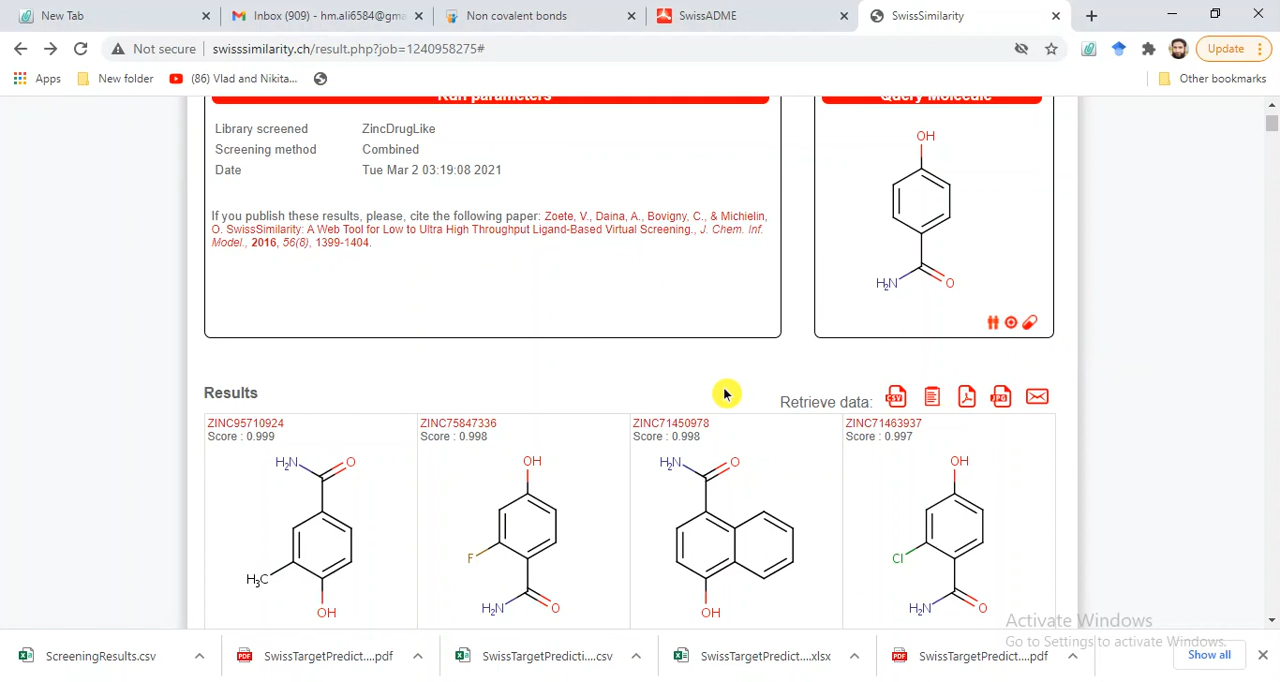 New Tab
Inbox (909) - hm.ali6584@gma
Non covalent bonds
SwissADME
SwissSimilarity
Not secure
swisssimilarity.ch/result.php?job=1240958275#
Update
Apps
New folder
(86) Vlad and Nikita...
Other bookmarks
Run parameters
Query Molecule
Library screened ZincDrugLike
Screening method Combined
Date Tue Mar 2 03:19:08 2021
If you publish these results, please, cite the following paper: Zoete, V., Daina, A., Bovigny, C., & Michielin,
O. SwissSimilarity: A Web Tool for Low to Ultra High Throughput Ligand-Based Virtual Screening., J. Chem. Inf.
Model., 2016, 56(8), 1399-1404.
OH
H2N
O
Results
Retrieve data:
CSV
JPG
ZINC95710924
Score : 0.999
H2N
O
H3C
OH
ZINC75847336
Score : 0.998
OH
F
H2N
O
ZINC71450978
Score : 0.998
H2N
O
OH
ZINC71463937
Score : 0.997
OH
Cl
H2N
O
Activate Windows
Go to Settings to activate Windows.
ScreeningResults.csv
SwissTargetPredict....pdf
SwissTargetPredicti....csv
SwissTargetPredict....xlsx
SwissTargetPredict....pdf
Show all